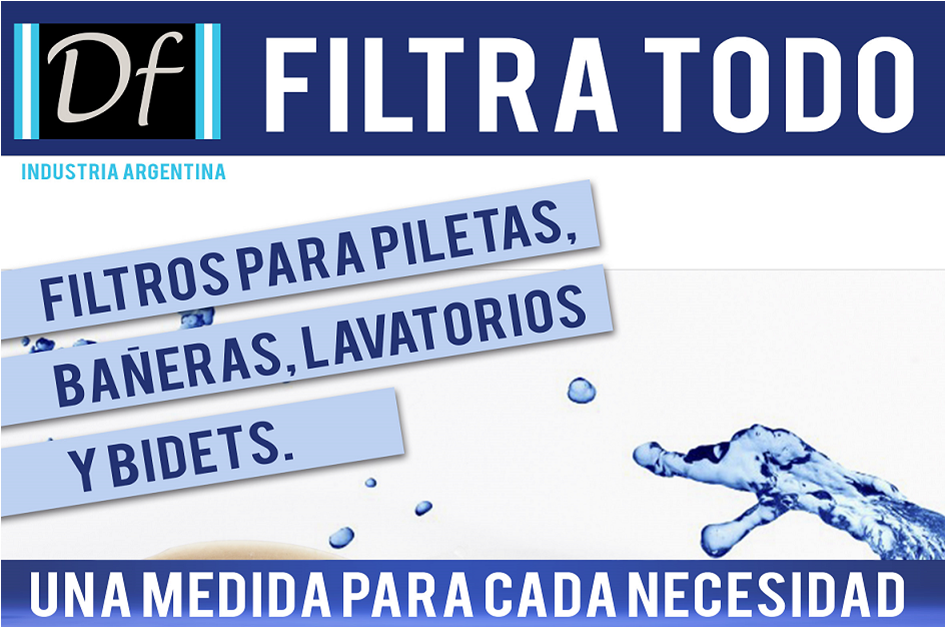 Df
FILTRA TODO
INDUSTRIA ARGENTINA
FILTROS PARA PILETAS,
BAÑERAS, LAVATORIOS
Y BIDETS.
UNA MEDIDA PARA CADA NECESIDAD